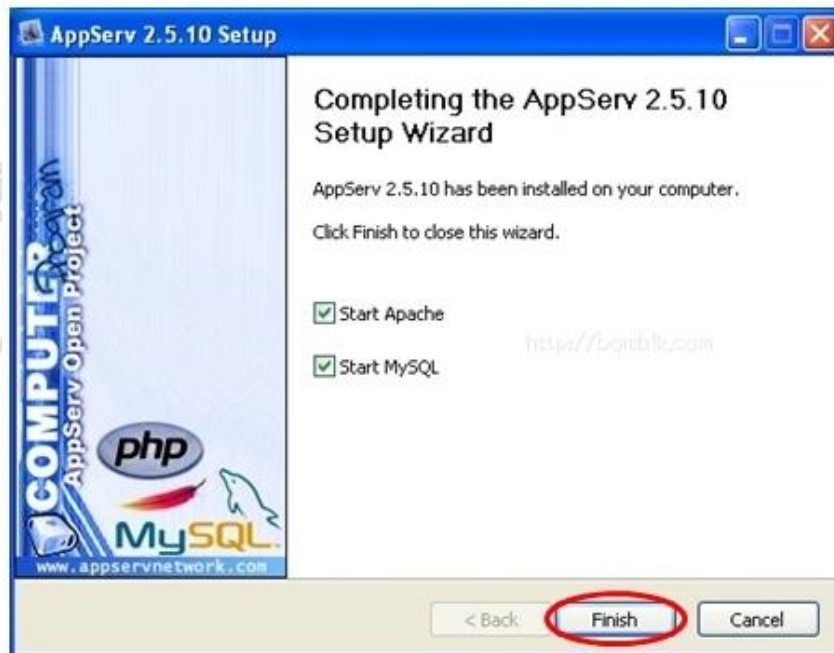 AppServ 2.5.10 Setup
Completing the AppServ 2.5.10
Setup Wizard
AppServ 2.5.10 has been installed on your computer.
Click Finish to close this wizard.
Start Apache
Start MySQL
COMPUTER
Program
AppServ Open Project
php
MySQL
www.appservnetwork.com
< Back
Finish
Cancel